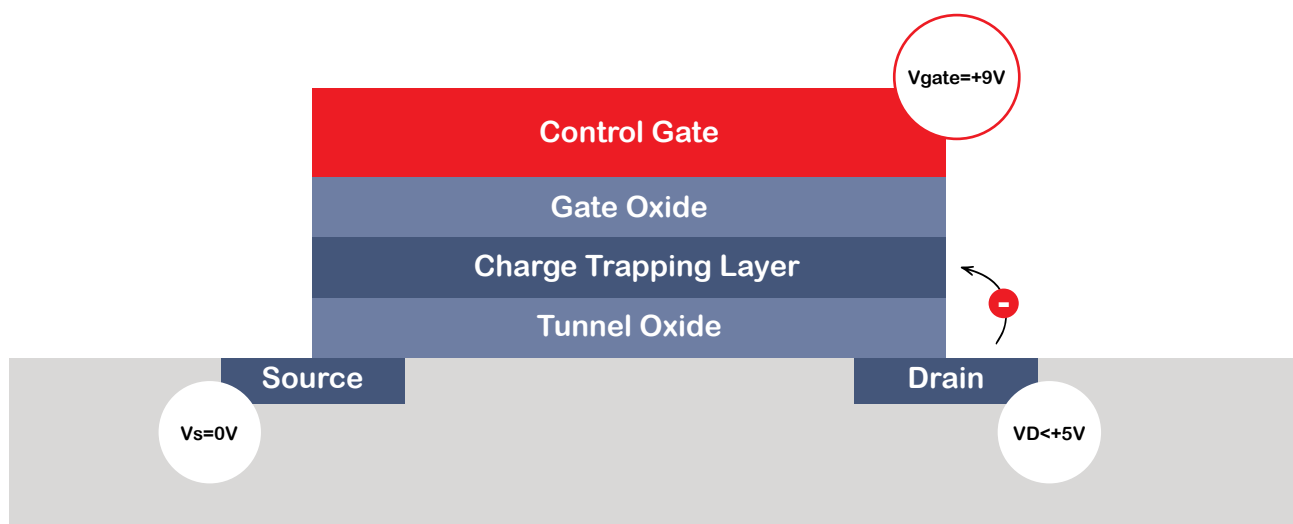 Vgate=+9V
Control Gate
Gate Oxide
Charge Trapping Layer
-
Tunnel Oxide
Source
Drain
Vs=0V
VD<+5V